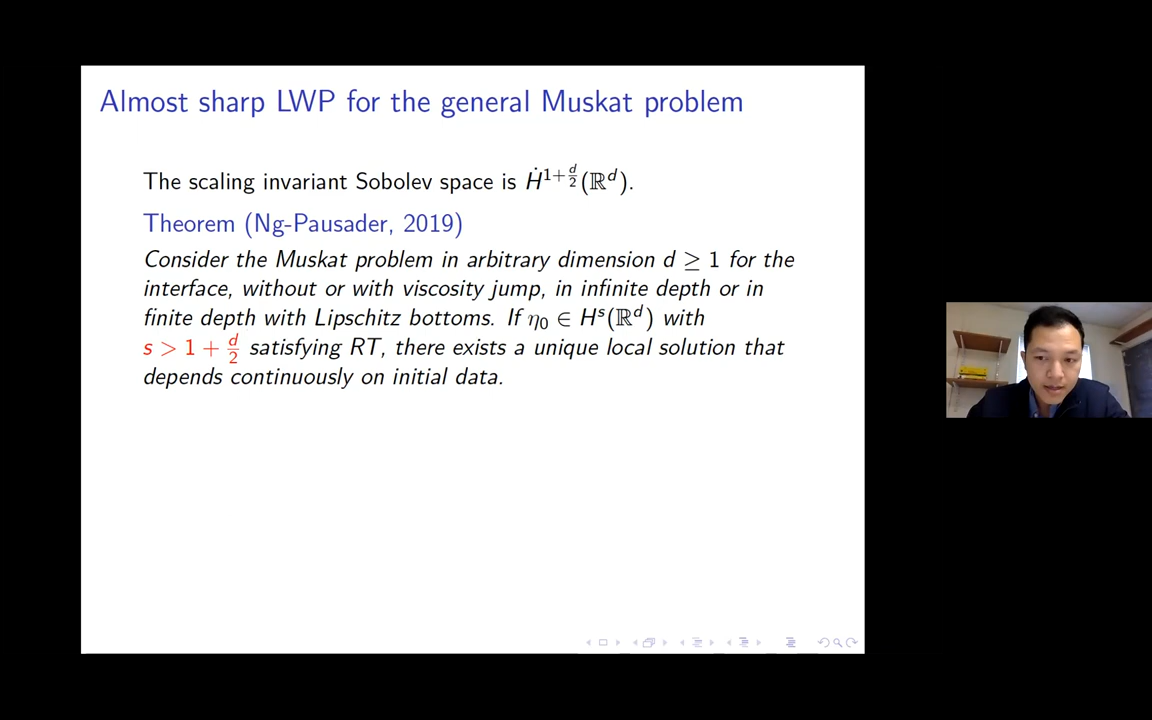 Almost sharp LWP for the general Muskat problem
The scaling invariant Sobolev space is Ḣ^{1+\frac{d}{2}}(ℝ^d).
Theorem (Ng-Pausader, 2019)
Consider the Muskat problem in arbitrary dimension d ≥ 1 for the
interface, without or with viscosity jump, in infinite depth or in
finite depth with Lipschitz bottoms. If η₀ ∈ H^s(ℝ^d) with
s > 1 + \frac{d}{2} satisfying RT, there exists a unique local solution that
depends continuously on initial data.